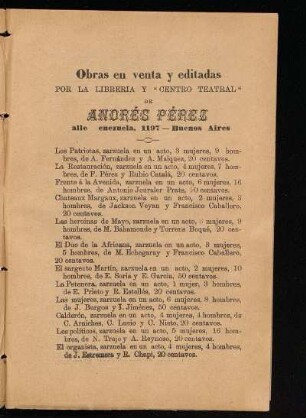 Obras en venta y editadas
POR LA LIBRERIA Y "CENTRO TEATRAL"
DE
ANDRÉS PÉREZ
alle enezuela, 1197 — Buenos Aires
Los Patriotas, zarzuela en un acto, 3 mujeres, 9 hom-
bres, de A. Fernández y A. Málquez, 20 centavos.
La Restauración, zarzuela en un acto, 4 mujeres, 7 hom-
bres, de F. Pérez y Rubio Catalá, 20 centavos.
Frente á la Avenida, zarzuela en un acto, 6 mujeres, 16
hombres, de Antonio Prats, 20 centavos.
Chateaux Margaux, zarzuela en un acto, 2 mujeres, 3
hombres, de Jackson Veyan y Francisco Caballero,
20 centavos.
Las heroinas de Mayo, zarzuela en un acto, 3 mujeres, 9
hombres, de M. Bahamonde y Torrens Boqué, 20 cen-
tavos.
El Duo de la Africana, zarzuela en un acto, 3 mujeres,
5 hombres, de M. Echegaray y Francisco Caballero,
20 centavos.
El sargento Martin, zarzuela en un acto, 2 mujeres, 10
hombres, de E. Soria y E. García, 50 centavos.
La Petenera, zarzuela en un acto, 1 mujer, 3 hombres,
de E. Prieto y R. Estellés, 20 centavos.
Las mujeres, zarzuela en un acto, 6 mujeres, 8 hombres,
de J. Burgos y J. Jiménez, 20 centavos.
Calderón, zarzuela en un acto, 4 mujeres, 4 hombres, de
C. Arniches, C. Lucio y C. Nieto, 20 centavos.
Los políticos, zarzuela en un acto, 5 mujeres, 16 hom-
bres, de N. Trejo y A. Reynoso, 20 centavos.
El organista, zarzuela en un acto, 4 mujeres, 4 hombres,
de J. Estremera y R. Chapí, 20 centavos.